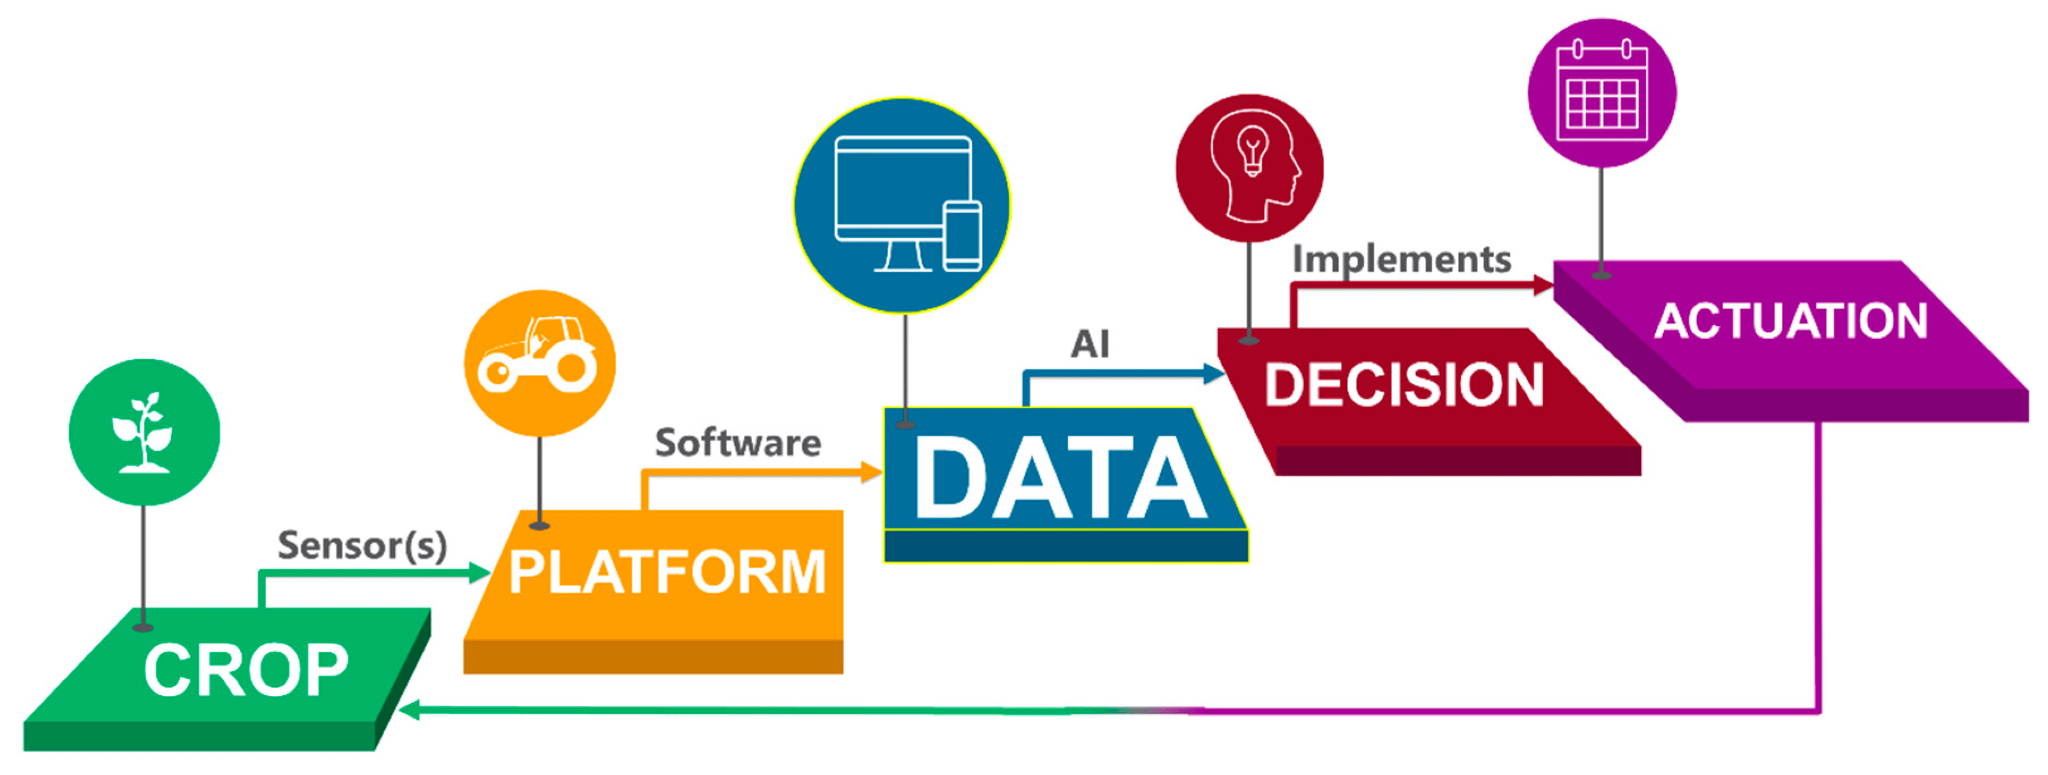 CROP
Sensor(s)
PLATFORM
Software
DATA
AI
DECISION
Implements
ACTUATION